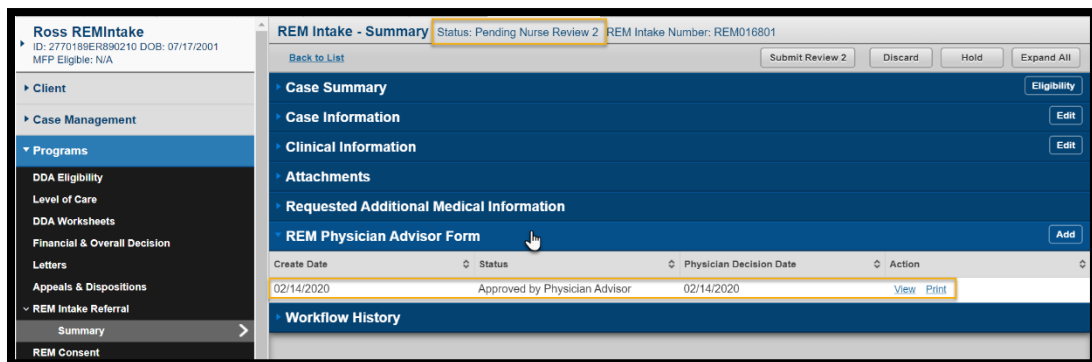 Ross REMIntake
ID: 2770189ER890210 DOB: 07/17/2001
MFP Eligible: N/A
Client
Case Management
Programs
DDA Eligibility
Level of Care
DDA Worksheets
Financial & Overall Decision
Letters
Appeals & Dispositions
REM Intake Referral
Summary
REM Consent
REM Intake - Summary Status: Pending Nurse Review 2 REM Intake Number: REM016801
Back to List Submit Review 2 Discard Hold Expand All
Case Summary Eligibility
Case Information Edit
Clinical Information Edit
Attachments
Requested Additional Medical Information
REM Physician Advisor Form Add
Create Date Status Physician Decision Date Action
02/14/2020 Approved by Physician Advisor 02/14/2020 View Print
Workflow History